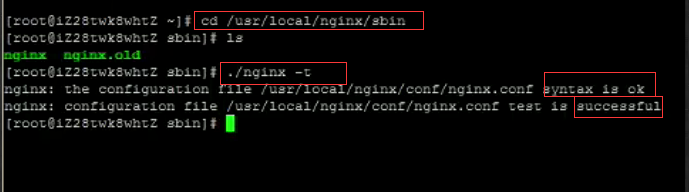 [root@iZ28twk8whtZ ~]# cd /usr/local/nginx/sbin
[root@iZ28twk8whtZ sbin]# ls
nginx  nginx.old
[root@iZ28twk8whtZ sbin]# ./nginx -t
nginx: the configuration file /usr/local/nginx/conf/nginx.conf syntax is ok
nginx: configuration file /usr/local/nginx/conf/nginx.conf test is successful
[root@iZ28twk8whtZ sbin]#